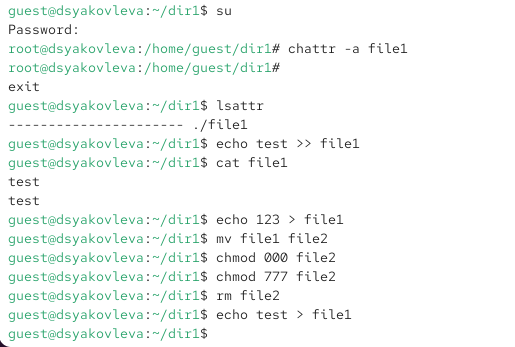 guest@dsyakovleva:~/dir1$ su
Password:
root@dsyakovleva:/home/guest/dir1# chattr -a file1
root@dsyakovleva:/home/guest/dir1#
exit
guest@dsyakovleva:~/dir1$ lsattr
---------------------- ./file1
guest@dsyakovleva:~/dir1$ echo test >> file1
guest@dsyakovleva:~/dir1$ cat file1
test
test
guest@dsyakovleva:~/dir1$ echo 123 > file1
guest@dsyakovleva:~/dir1$ mv file1 file2
guest@dsyakovleva:~/dir1$ chmod 000 file2
guest@dsyakovleva:~/dir1$ chmod 777 file2
guest@dsyakovleva:~/dir1$ rm file2
guest@dsyakovleva:~/dir1$ echo test > file1
guest@dsyakovleva:~/dir1$